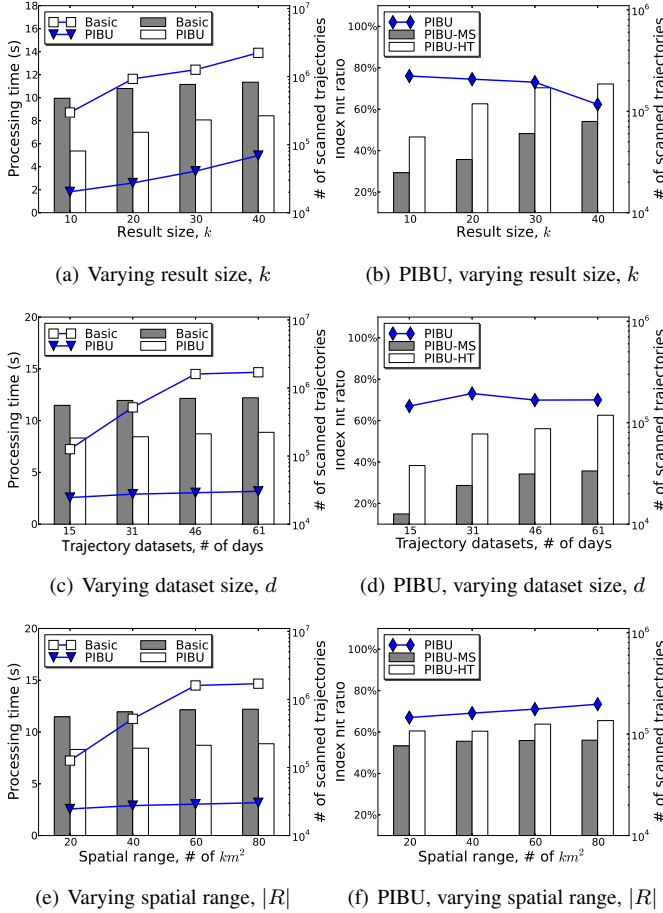 Processing time (s)
18
16
14
12
10
8
6
4
2
0
Basic
PIBU
Basic
PIBU
10^7
10^6
10^5
10^4
# of scanned trajectories
10 20 30 40
Result size, k
(a) Varying result size, k
Index hit ratio
100%
80%
60%
40%
20%
PIBU
PIBU-MS
PIBU-HT
10^6
10^5
10^4
# of scanned trajectories
10 20 30 40
Result size, k
(b) PIBU, varying result size, k
Processing time (s)
20
15
10
5
0
Basic
PIBU
Basic
PIBU
10^7
10^6
10^5
10^4
# of scanned trajectories
15 31 46 61
Trajectory datasets, # of days
(c) Varying dataset size, d
Index hit ratio
100%
80%
60%
40%
20%
PIBU
PIBU-MS
PIBU-HT
10^6
10^5
10^4
# of scanned trajectories
15 31 46 61
Trajectory datasets, # of days
(d) PIBU, varying dataset size, d
Processing time (s)
20
15
10
5
0
Basic
PIBU
Basic
PIBU
10^7
10^6
10^5
10^4
# of scanned trajectories
20 40 60 80
Spatial range, # of km²
(e) Varying spatial range, |R|
Index hit ratio
100%
80%
60%
40%
20%
PIBU
PIBU-MS
PIBU-HT
10^6
10^5
10^4
# of scanned trajectories
20 40 60 80
Spatial range, # of km²
(f) PIBU, varying spatial range, |R|